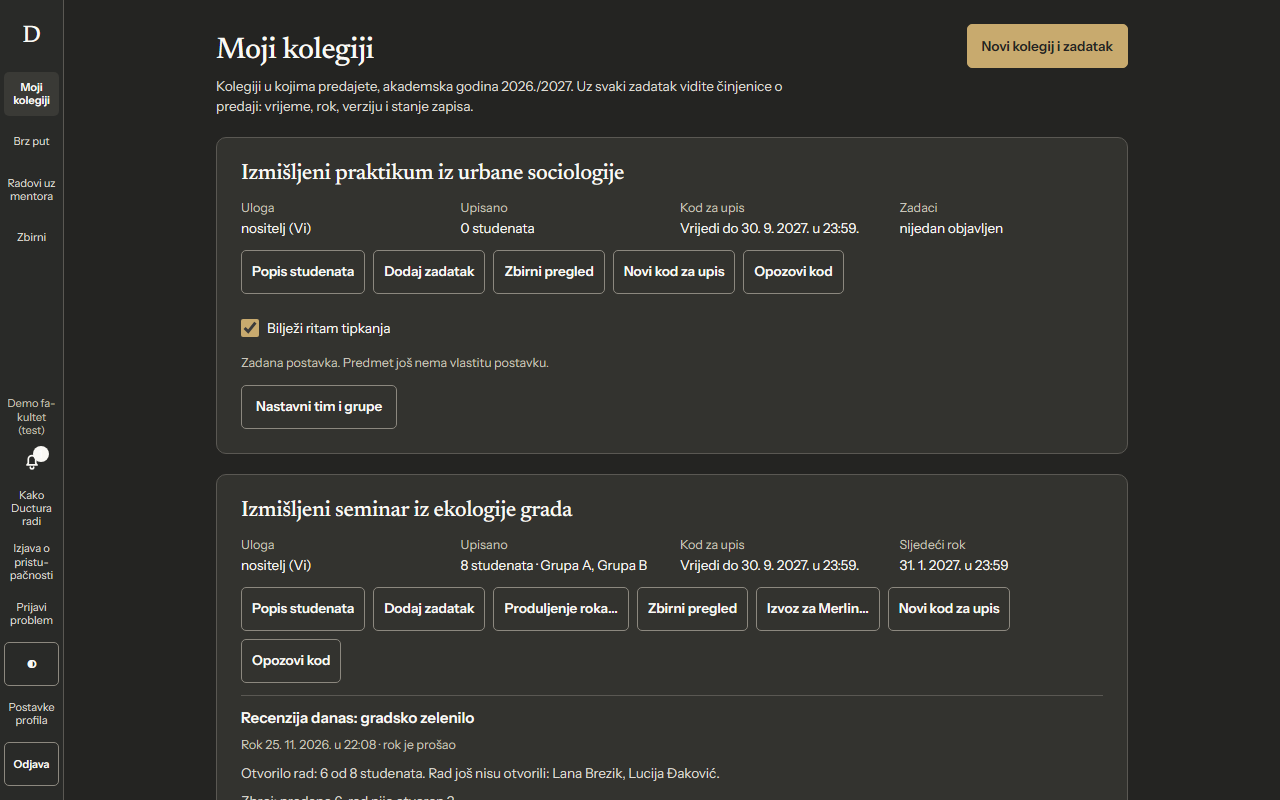 D
Moji
kolegiji
Brz put
Radovi uz
mentora
Zbirni
Demo fa-
kultet
(test)
Kako
Ductura
radi
Izjava o
pristu-
pačnosti
Prijavi
problem
Postavke
profila
Odjava
Moji kolegiji
Novi kolegij i zadatak
Kolegiji u kojima predajete, akademska godina 2026./2027. Uz svaki zadatak vidite činjenice o
predaji: vrijeme, rok, verziju i stanje zapisa.
Izmišljeni praktikum iz urbane sociologije
Uloga Upisano Kod za upis Zadaci
nositelj (Vi) 0 studenata Vrijedi do 30. 9. 2027. u 23:59. nijedan objavljen
Popis studenata Dodaj zadatak Zbirni pregled Novi kod za upis Opozovi kod
Bilježi ritam tipkanja
Zadana postavka. Predmet još nema vlastitu postavku.
Nastavni tim i grupe
Izmišljeni seminar iz ekologije grada
Uloga Upisano Kod za upis Sljedeći rok
nositelj (Vi) 8 studenata · Grupa A, Grupa B Vrijedi do 30. 9. 2027. u 23:59. 31. 1. 2027. u 23:59
Popis studenata Dodaj zadatak Produljenje roka... Zbirni pregled Izvoz za Merlin... Novi kod za upis
Opozovi kod
Recenzija danas: gradsko zelenilo
Rok 25. 11. 2026. u 22:08 · rok je prošao
Otvorilo rad: 6 od 8 studenata. Rad još nisu otvorili: Lana Brezik, Lucija Đaković.